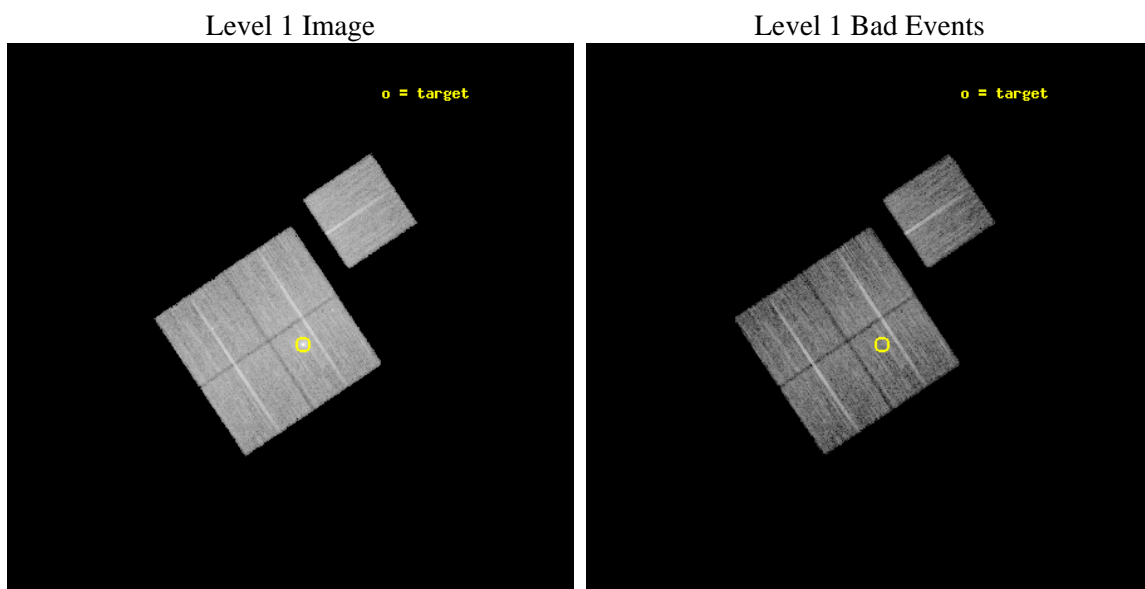 Level 1 Image
Level 1 Bad Events
o = target
o = target